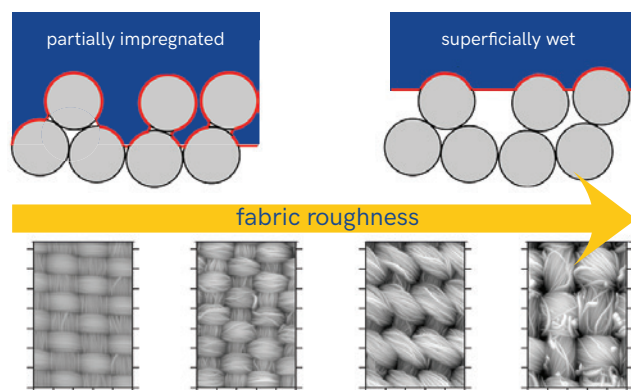 partially impregnated
superficially wet
fabric roughness